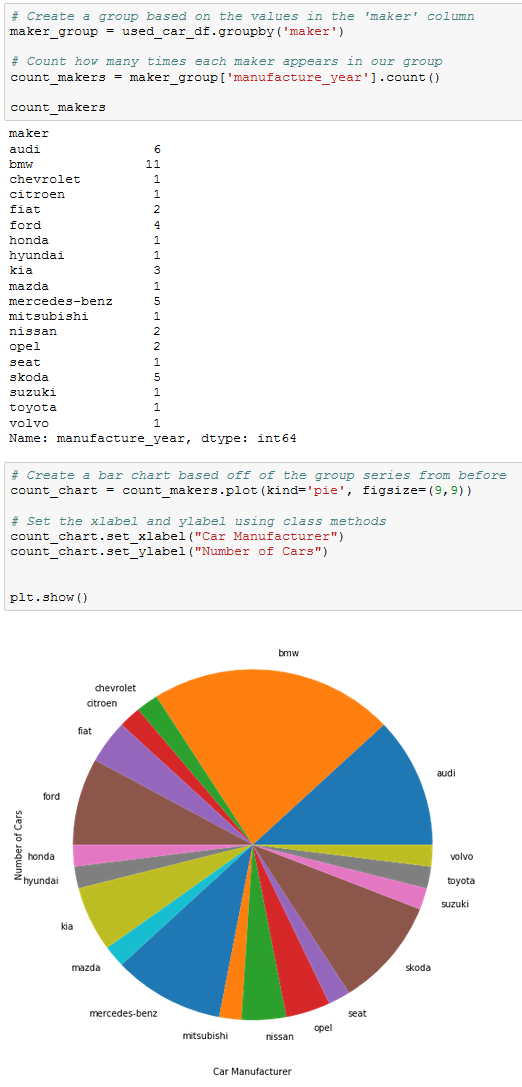 # Create a group based on the values in the 'maker' column
maker_group = used_car_df.groupby('maker')
# Count how many times each maker appears in our group
count_makers = maker_group['manufacture_year'].count()
count_makers
maker
audi 6
bmw 11
chevrolet 1
citroen 1
fiat 2
ford 4
honda 1
hyundai 1
kia 3
mazda 1
mercedes-benz 5
mitsubishi 1
nissan 2
opel 2
seat 1
skoda 5
suzuki 1
toyota 1
volvo 1
Name: manufacture_year, dtype: int64
# Create a bar chart based off of the group series from before
count_chart = count_makers.plot(kind='pie', figsize=(9,9))
# Set the xlabel and ylabel using class methods
count_chart.set_xlabel("Car Manufacturer")
count_chart.set_ylabel("Number of Cars")
plt.show()
bmw
chevrolet
citroen
fiat
audi
ford
Number of Cars
honda
volvo
hyundai
toyota
suzuki
kia
mazda
skoda
mercedes-benz
seat
opel
mitsubishi
nissan
Car Manufacturer